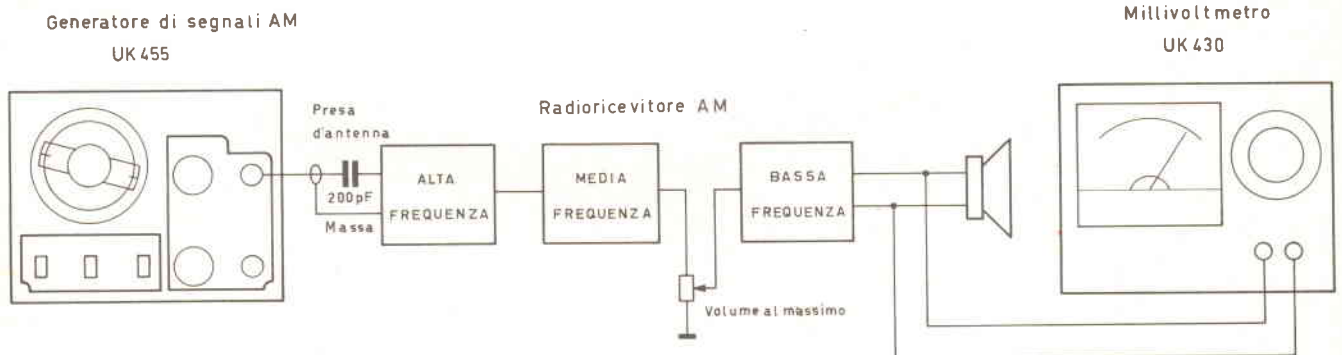 Generatore di segnali AM
UK 455
Millivoltmetro
UK 430
Presa
d'antenna
Radioricevitore AM
200pF
Massa
ALTA
FREQUENZA
MEDIA
FREQUENZA
BASSA
FREQUENZA
Volume al massimo